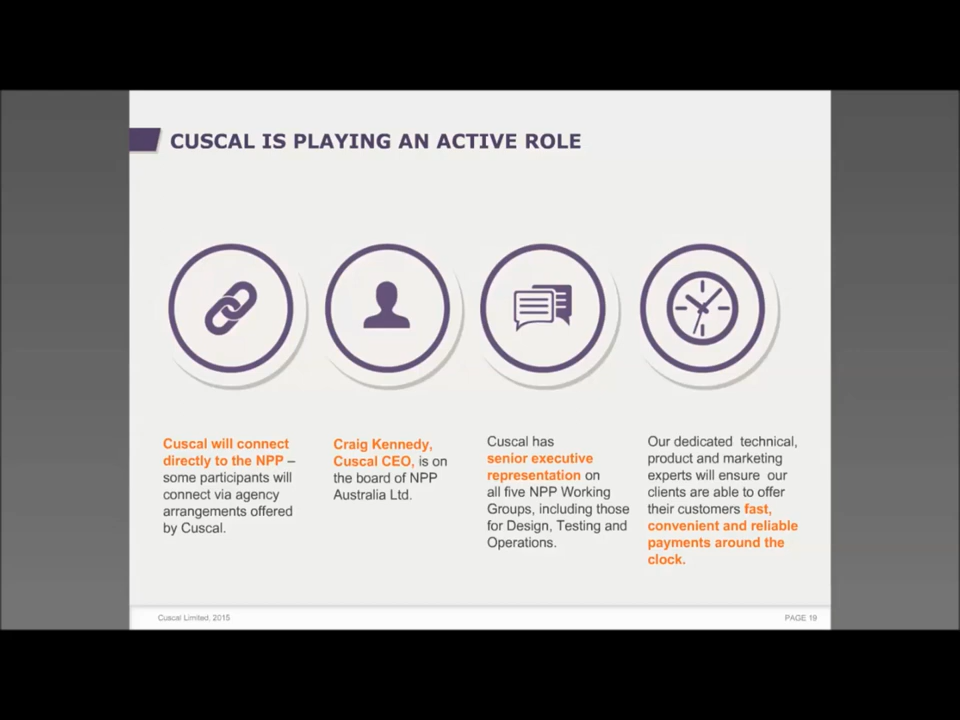 CUSCAL IS PLAYING AN ACTIVE ROLE
Cuscal will connect
directly to the NPP –
some participants will
connect via agency
arrangements offered
by Cuscal.
Craig Kennedy,
Cuscal CEO, is on
the board of NPP
Australia Ltd.
Cuscal has
senior executive
representation on
all five NPP Working
Groups, including those
for Design, Testing and
Operations.
Our dedicated technical,
product and marketing
experts will ensure our
clients are able to offer
their customers fast,
convenient and reliable
payments around the
clock.
Cuscal Limited, 2015
PAGE 19